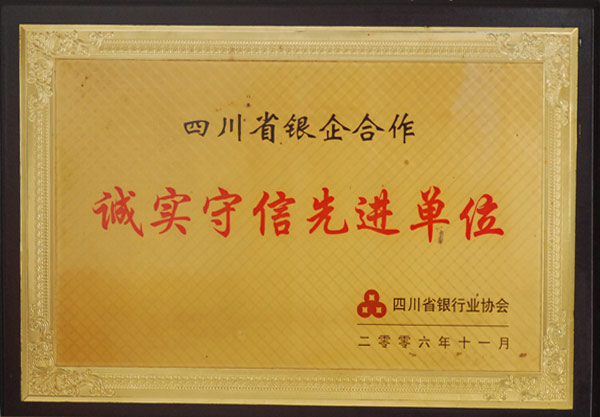 四川省银企合作
诚实守信先进单位
四川省银行业协会
二零零六年十一月